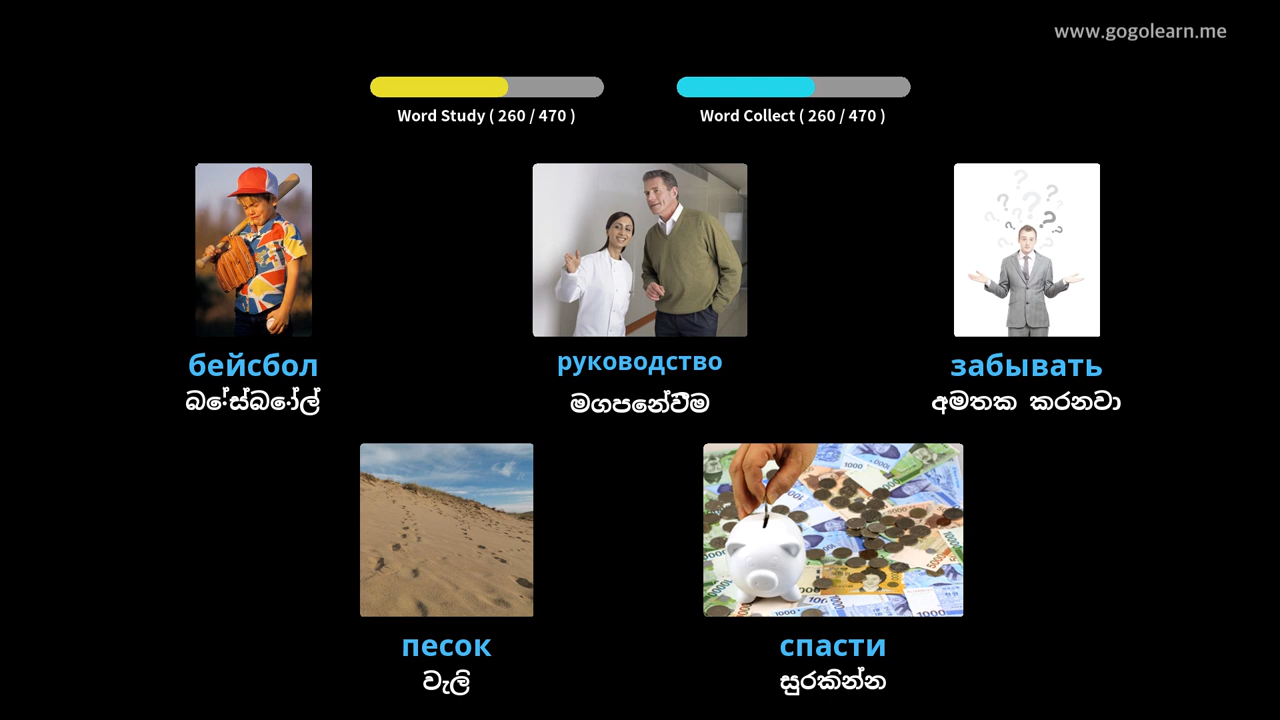 www.gogolearn.me
Word Study ( 260 / 470 )
Word Collect ( 260 / 470 )
бейсбол
බේස්බෝල්
руководство
මගපෙන්වීම
забывать
අමතක කරනවා
песок
වැලි
спасти
සුරකින්න